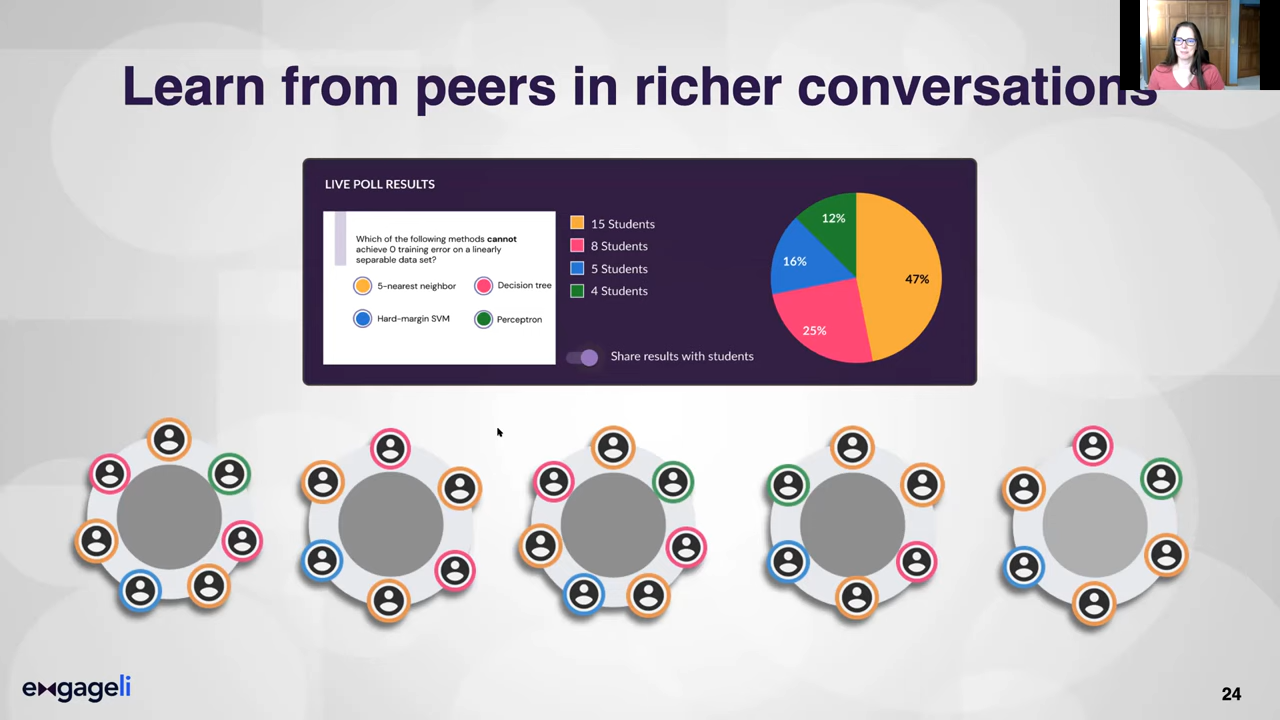 Learn from peers in richer conversations
LIVE POLL RESULTS
Which of the following methods cannot
achieve 0 training error on a linearly
separable data set?
5-nearest neighbor
Decision tree
Hard-margin SVM
Perceptron
15 Students
8 Students
5 Students
4 Students
Share results with students
12%
16%
47%
25%
engageli
24